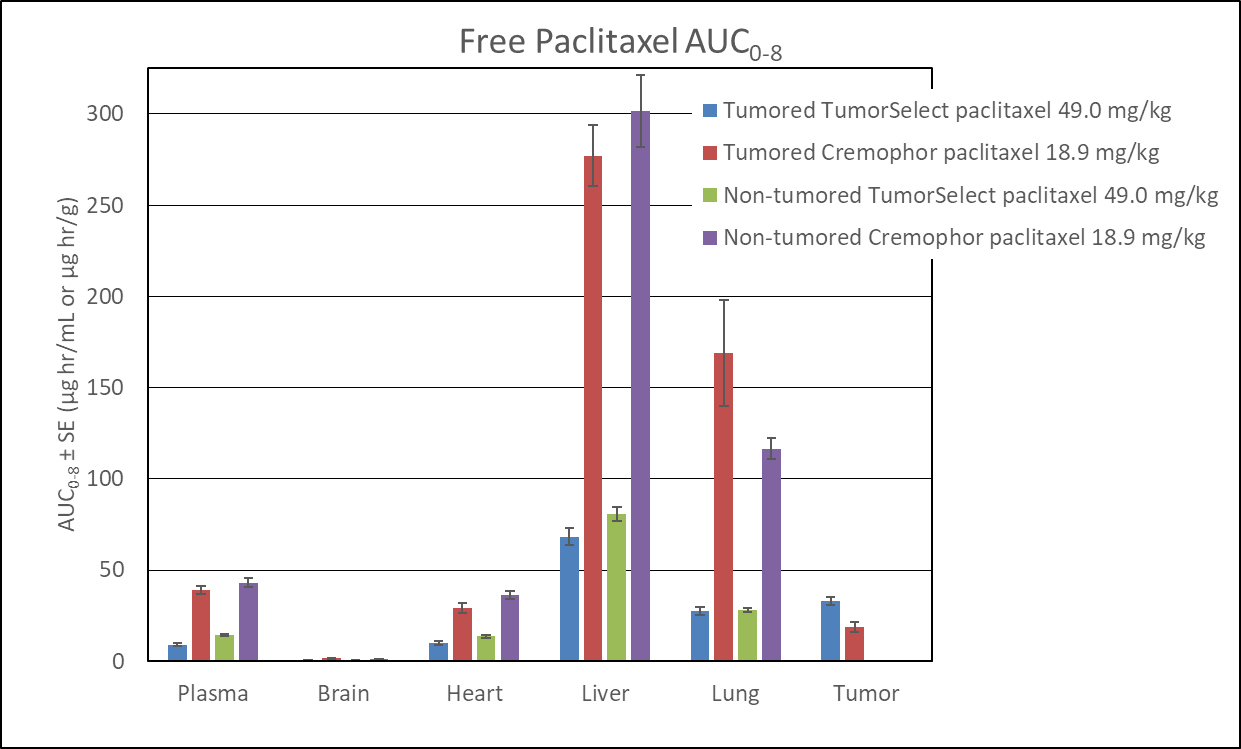 Free Paclitaxel AUC0-8
AUC0-8 ± SE (µg hr/mL or µg hr/g)
300
250
200
150
100
50
0
Tumored TumorSelect paclitaxel 49.0 mg/kg
Tumored Cremophor paclitaxel 18.9 mg/kg
Non-tumored TumorSelect paclitaxel 49.0 mg/kg
Non-tumored Cremophor paclitaxel 18.9 mg/kg
Plasma Brain Heart Liver Lung Tumor